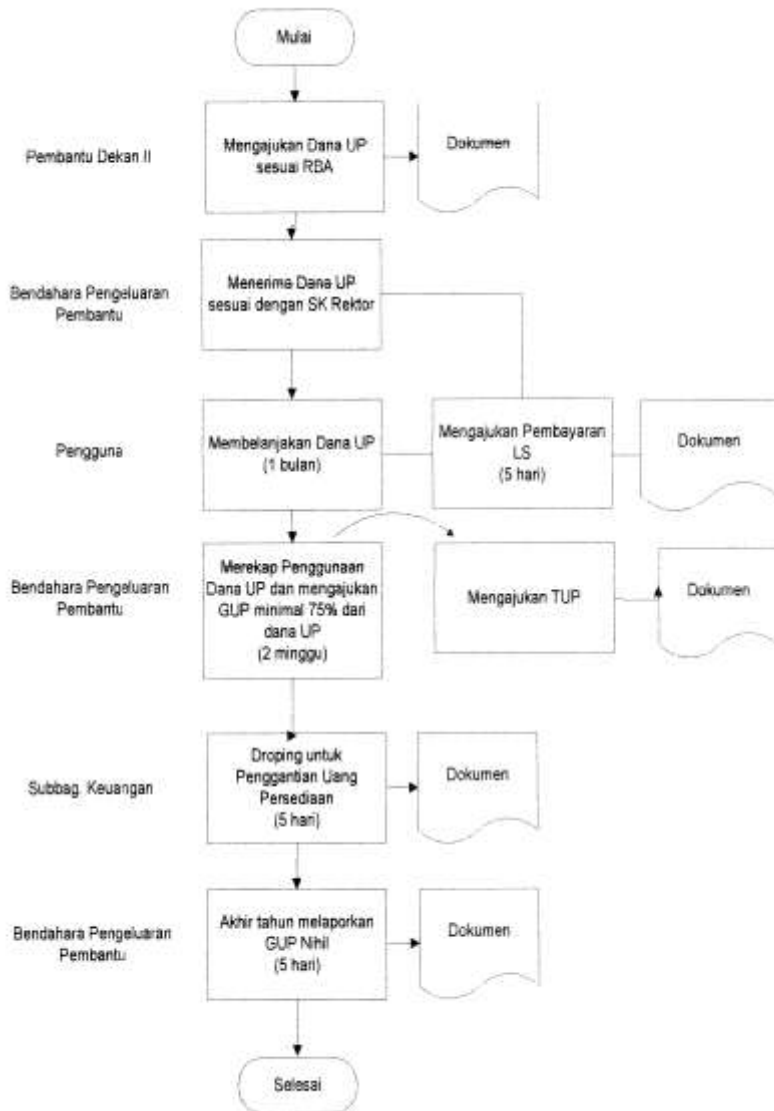 Mulai
Pembantu Dekan II
Mengajukan Dana UP
sesuai RBA
Dokumen
Bendahara Pengeluaran
Pembantu
Menerima Dana UP
sesuai dengan SK Rektor
Pengguna
Membelanjakan Dana UP
(1 bulan)
Mengajukan Pembayaran
LS
(5 hari)
Dokumen
Bendahara Pengeluaran
Pembantu
Merekap Penggunaan
Dana UP dan mengajukan
GUP minimal 75% dari
dana UP
(2 minggu)
Mengajukan TUP
Dokumen
Subbag. Keuangan
Droping untuk
Penggantian Uang
Persediaan
(5 hari)
Dokumen
Bendahara Pengeluaran
Pembantu
Akhir tahun melaporkan
GUP Nihil
(5 hari)
Dokumen
Selesai